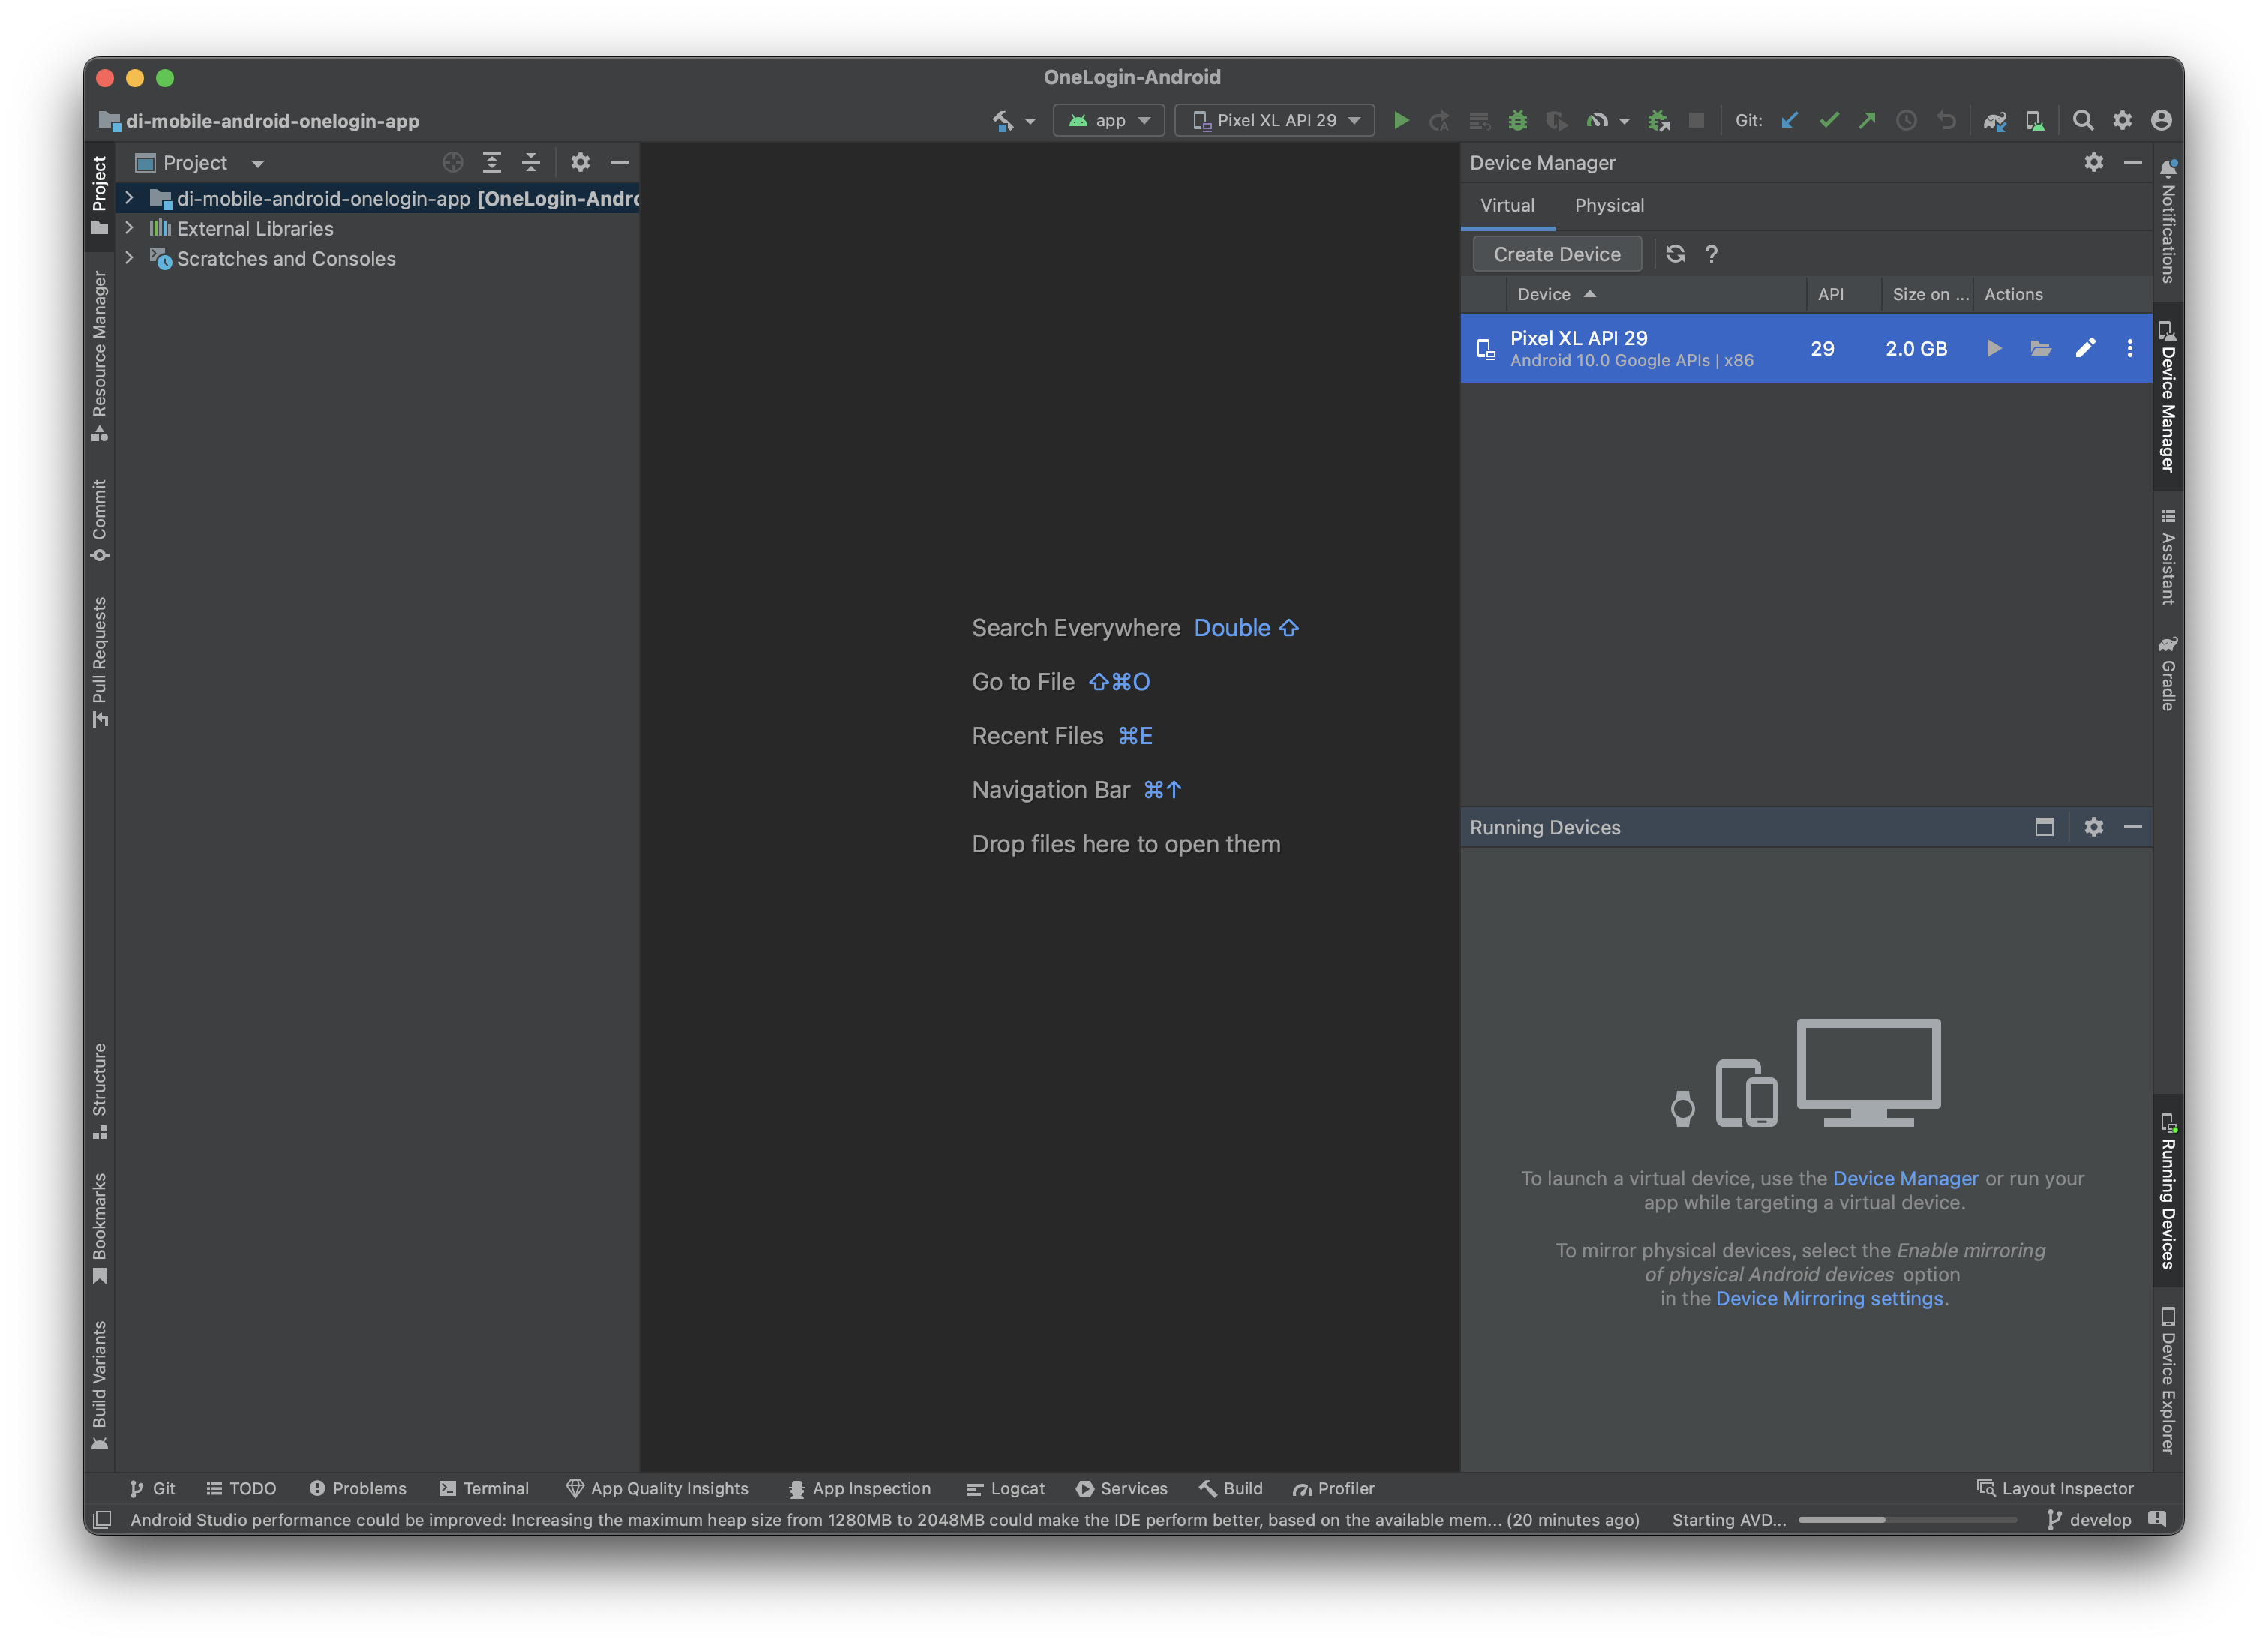 OneLogin-Android
di-mobile-android-onelogin-app
app
Pixel XL API 29
Git:
Project
Resource Manager
Commit
Pull Requests
Structure
Bookmarks
Build Variants
Project
di-mobile-android-onelogin-app [OneLogin-Andro
External Libraries
Scratches and Consoles
Search Everywhere Double ⇧
Go to File ⇧⌘O
Recent Files ⌘E
Navigation Bar ⌘↑
Drop files here to open them
Device Manager
Virtual Physical
Create Device ?
Device API Size on ... Actions
Pixel XL API 29
Android 10.0 Google APIs | x86
29 2.0 GB
Running Devices
To launch a virtual device, use the Device Manager or run your
app while targeting a virtual device.
To mirror physical devices, select the Enable mirroring
of physical Android devices option
in the Device Mirroring settings.
Notifications
Device Manager
Assistant
Gradle
Running Devices
Device Explorer
Git TODO Problems Terminal App Quality Insights App Inspection Logcat Services Build Profiler Layout Inspector
Android Studio performance could be improved: Increasing the maximum heap size from 1280MB to 2048MB could make the IDE perform better, based on the available mem... (20 minutes ago) Starting AVD... develop